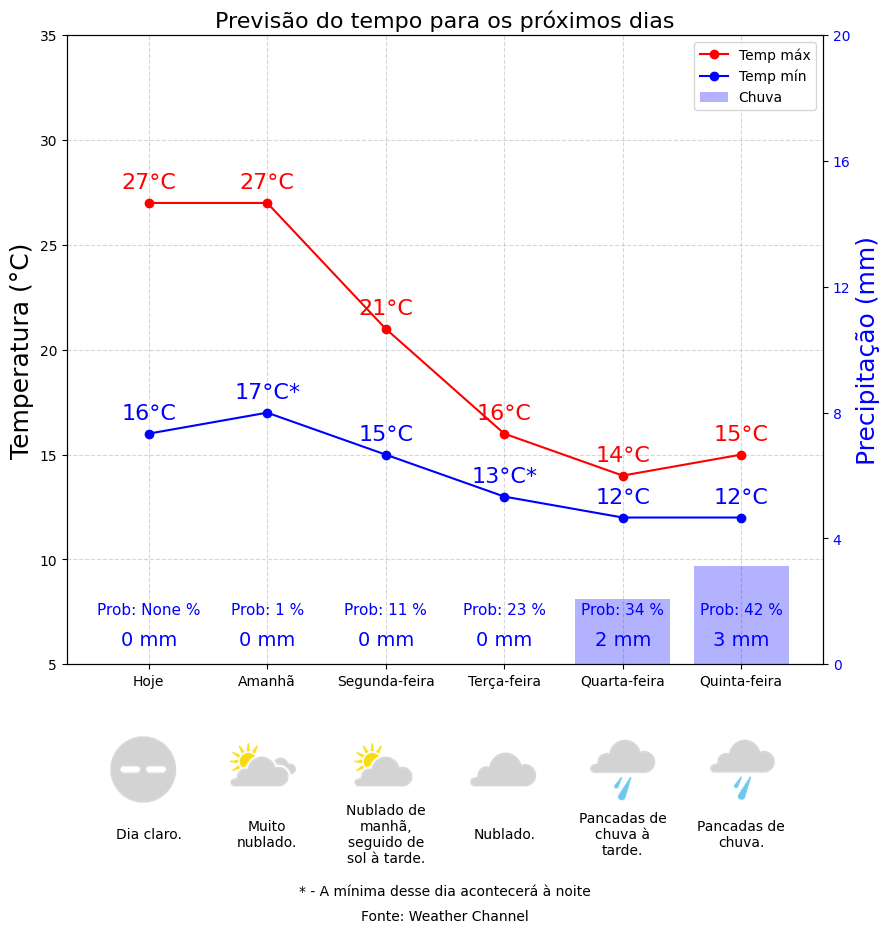 Previsão do tempo para os próximos dias
35
30
25
20
15
10
5
Temperatura (°C)
20
16
12
8
4
0
Precipitação (mm)
Temp máx
Temp mín
Chuva
27°C
27°C
21°C
16°C
14°C
15°C
16°C
17°C*
15°C
13°C*
12°C
12°C
Prob: None %
Prob: 1 %
Prob: 11 %
Prob: 23 %
Prob: 34 %
Prob: 42 %
0 mm
0 mm
0 mm
0 mm
2 mm
3 mm
Hoje
Amanhã
Segunda-feira
Terça-feira
Quarta-feira
Quinta-feira
Dia claro.
Muito
nublado.
Nublado de
manhã,
seguido de
sol à tarde.
Nublado.
Pancadas de
chuva à
tarde.
Pancadas de
chuva.
* - A mínima desse dia acontecerá à noite
Fonte: Weather Channel